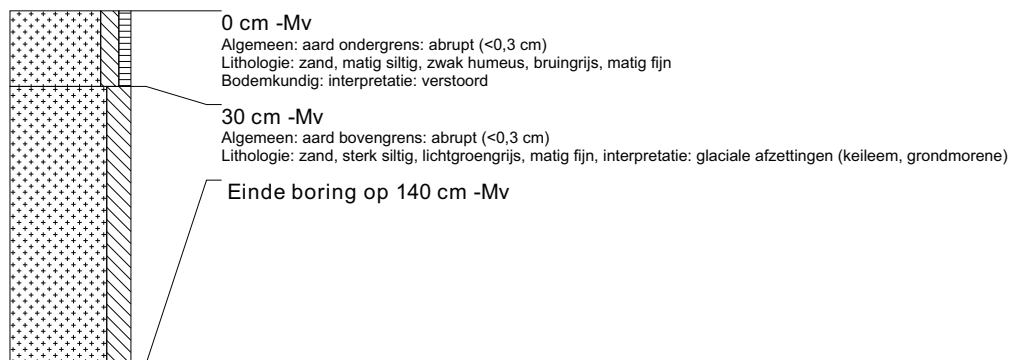 0 cm -Mv
Algemeen: aard ondergrens: abrupt (<0,3 cm)
Lithologie: zand, matig siltig, zwak humeus, bruingrijs, matig fijn
Bodemkundig: interpretatie: verstoord
30 cm -Mv
Algemeen: aard bovengrens: abrupt (<0,3 cm)
Lithologie: zand, sterk siltig, lichtgroengrijs, matig fijn, interpretatie: glaciale afzettingen (keileem, grondmorene)
Einde boring op 140 cm -Mv